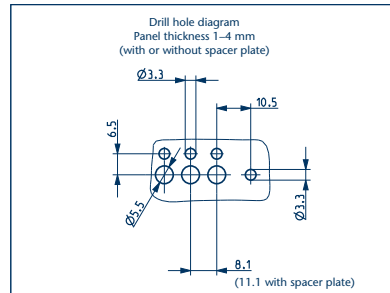 Drill hole diagram
Panel thickness 1–4 mm
(with or without spacer plate)
Ø3.3
10.5
6.5
Ø5.5
Ø3.3
8.1
(11.1 with spacer plate)